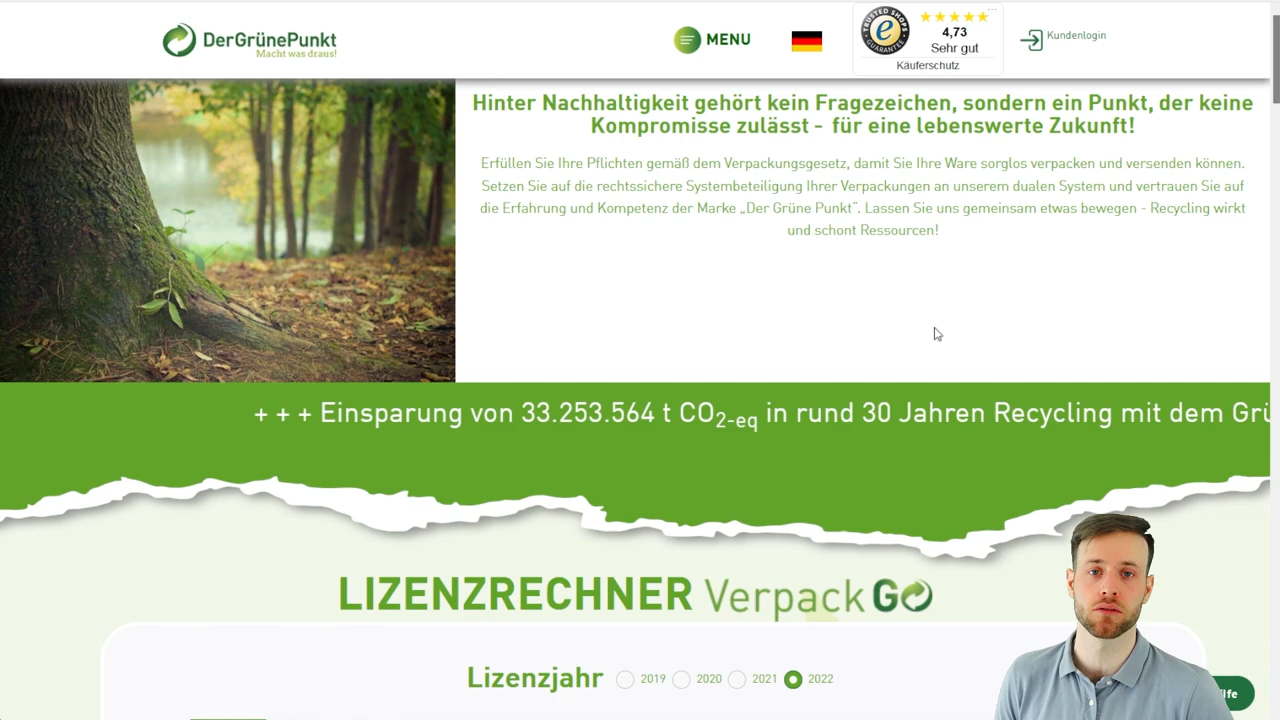 DerGrünePunkt
Macht was draus!
MENU
TRUSTED SHOPS
e
GUARANTEE
4,73
Sehr gut
Käuferschutz
Kundenlogin
Hinter Nachhaltigkeit gehört kein Fragezeichen, sondern ein Punkt, der keine
Kompromisse zulässt - für eine lebenswerte Zukunft!
Erfüllen Sie Ihre Pflichten gemäß dem Verpackungsgesetz, damit Sie Ihre Ware sorglos verpacken und versenden können.
Setzen Sie auf die rechtssichere Systembeteiligung Ihrer Verpackungen an unserem dualen System und vertrauen Sie auf
die Erfahrung und Kompetenz der Marke „Der Grüne Punkt“. Lassen Sie uns gemeinsam etwas bewegen - Recycling wirkt
und schont Ressourcen!
+ + + Einsparung von 33.253.564 t CO2-eq in rund 30 Jahren Recycling mit dem Grü
LIZENZRECHNER VerpackGO
Lizenzjahr 2019 2020 2021 2022